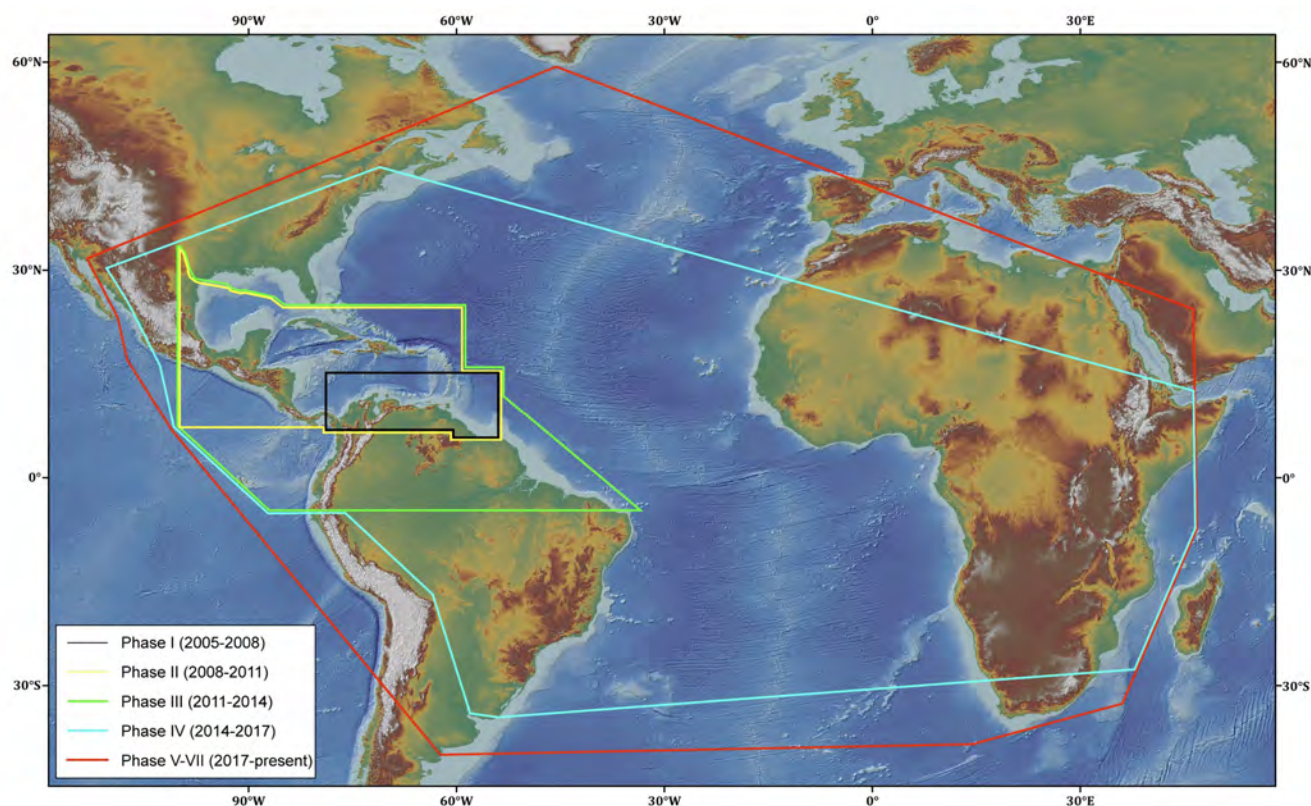 90°W 60°W 30°W 0° 30°E
60°N 60°N
30°N 30°N
0° 0°
30°S 30°S
Phase I (2005-2008)
Phase II (2008-2011)
Phase III (2011-2014)
Phase IV (2014-2017)
Phase V-VII (2017-present)
90°W 60°W 30°W 0° 30°E